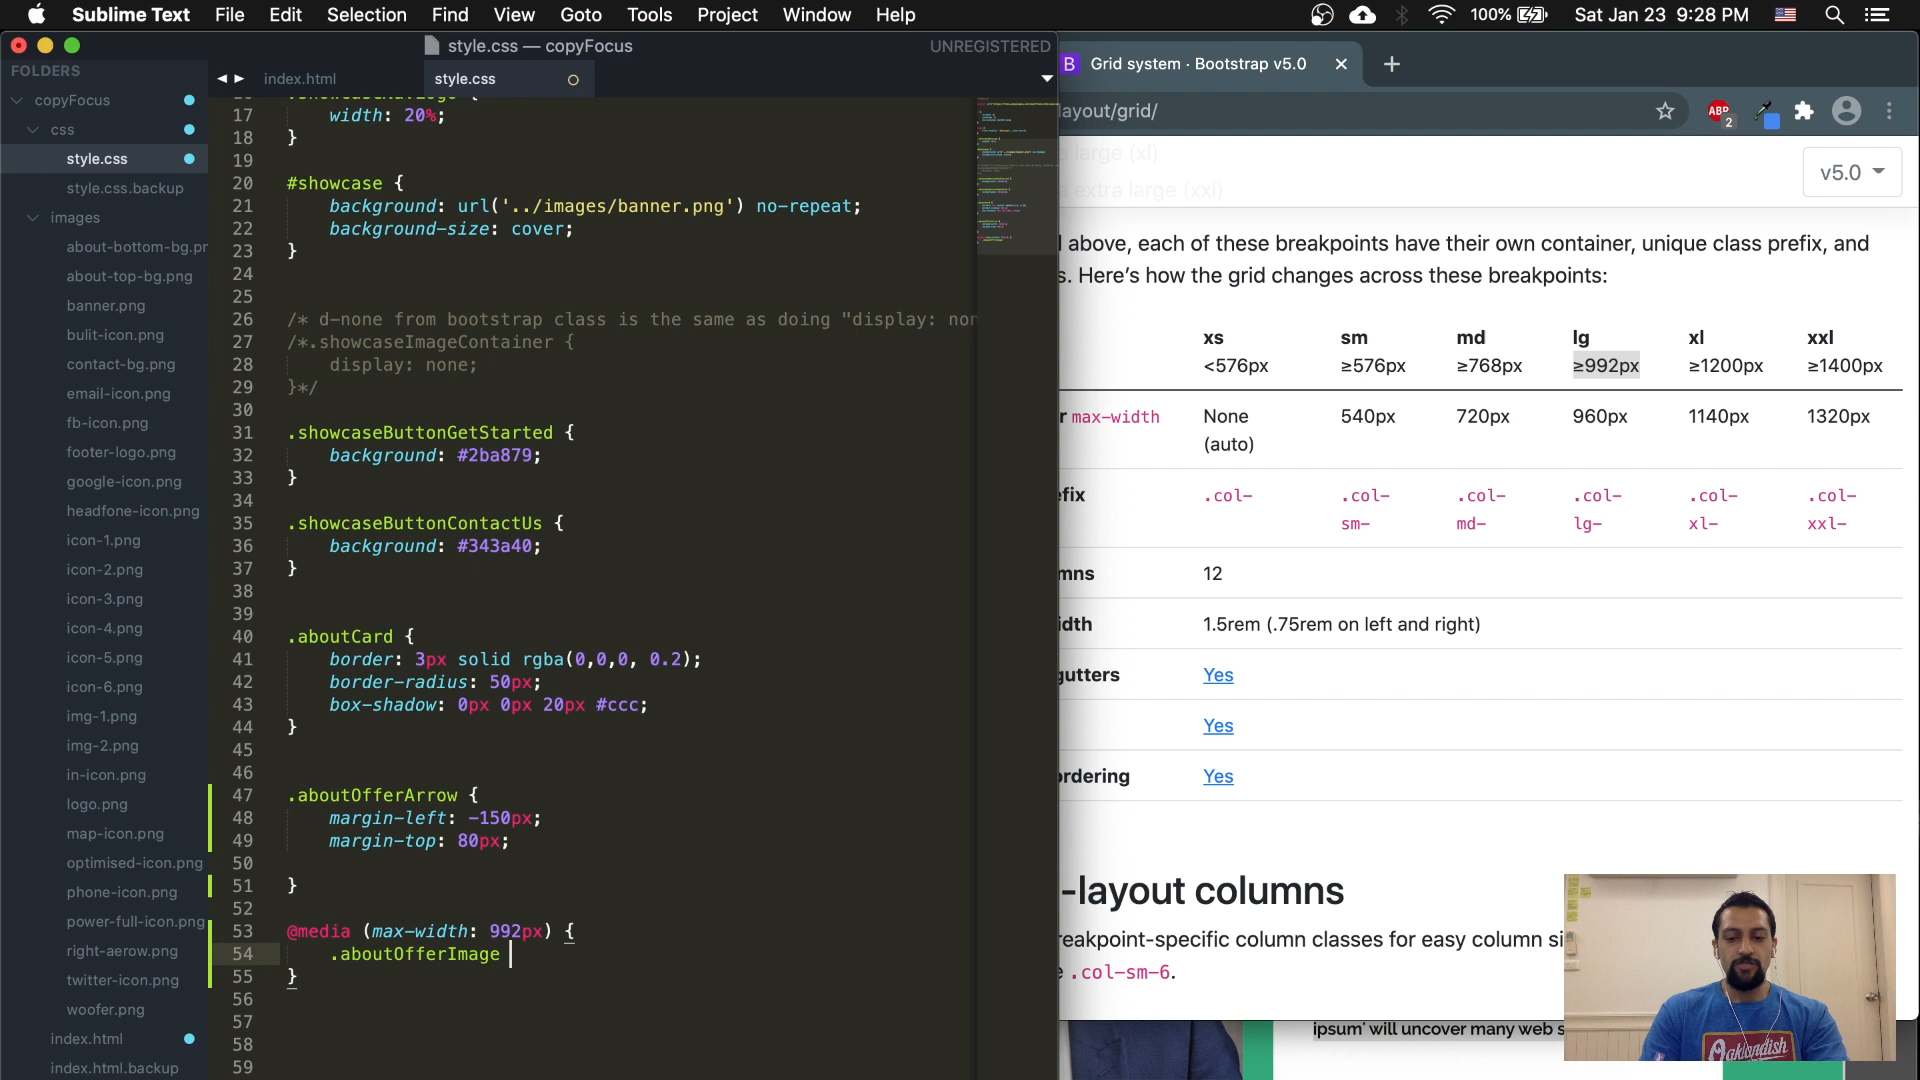 Sublime Text File Edit Selection Find View Goto Tools Project Window Help
100% Sat Jan 23 9:28 PM
style.css — copyFocus UNREGISTERED
FOLDERS
copyFocus
css
style.css
style.css.backup
images
about-bottom-bg.pr
about-top-bg.png
banner.png
bulit-icon.png
contact-bg.png
email-icon.png
fb-icon.png
footer-logo.png
google-icon.png
headfone-icon.png
icon-1.png
icon-2.png
icon-3.png
icon-4.png
icon-5.png
icon-6.png
img-1.png
img-2.png
in-icon.png
logo.png
map-icon.png
optimised-icon.png
phone-icon.png
power-full-icon.png
right-aerow.png
twitter-icon.png
woofer.png
index.html
index.html.backup
index.html style.css
17 width: 20%;
18 }
19
20 #showcase {
21 background: url('../images/banner.png') no-repeat;
22 background-size: cover;
23 }
24
25
26 /* d-none from bootstrap class is the same as doing "display: non
27 /*.showcaseImageContainer {
28 display: none;
29 }*/
30
31 .showcaseButtonGetStarted {
32 background: #2ba879;
33 }
34
35 .showcaseButtonContactUs {
36 background: #343a40;
37 }
38
39
40 .aboutCard {
41 border: 3px solid rgba(0,0,0, 0.2);
42 border-radius: 50px;
43 box-shadow: 0px 0px 20px #ccc;
44 }
45
46
47 .aboutOfferArrow {
48 margin-left: -150px;
49 margin-top: 80px;
50
51 }
52
53 @media (max-width: 992px) {
54 .aboutOfferImage
55 }
56
57
58
59
B Grid system · Bootstrap v5.0
ayout/grid/
ABP 2
large (xl)
extra large (xxl)
v5.0
above, each of these breakpoints have their own container, unique class prefix, and
s. Here’s how the grid changes across these breakpoints:
xs sm md lg xl xxl
<576px ≥576px ≥768px ≥992px ≥1200px ≥1400px
r max-width None (auto) 540px 720px 960px 1140px 1320px
efix .col- .col-sm- .col-md- .col-lg- .col-xl- .col-xxl-
mns 12
idth 1.5rem (.75rem on left and right)
gutters Yes
Yes
ordering Yes
-layout columns
reakpoint-specific column classes for easy column si
e .col-sm-6.
ipsum' will uncover many web s
Oaklandish